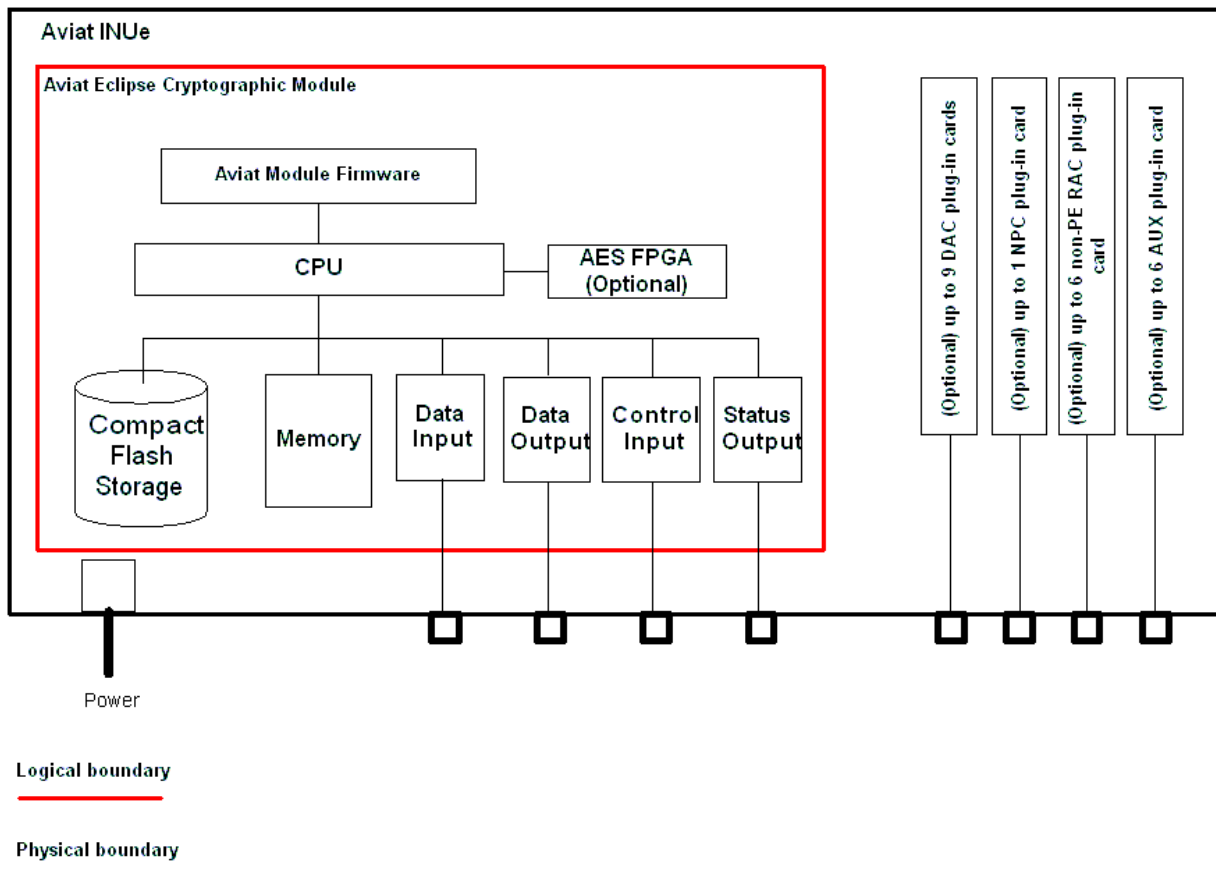 Aviat INUe
Aviat Eclipse Cryptographic Module
Aviat Module Firmware
CPU
AES FPGA
(Optional)
Compact
Flash
Storage
Memory
Data
Input
Data
Output
Control
Input
Status
Output
(Optional) up to 9 DAC plug-in cards
(Optional) up to 1 NPC plug-in card
(Optional) up to 6 non-PE RAC plug-in
card
(Optional) up to 6 AUX plug-in card
Power
Logical boundary
Physical boundary